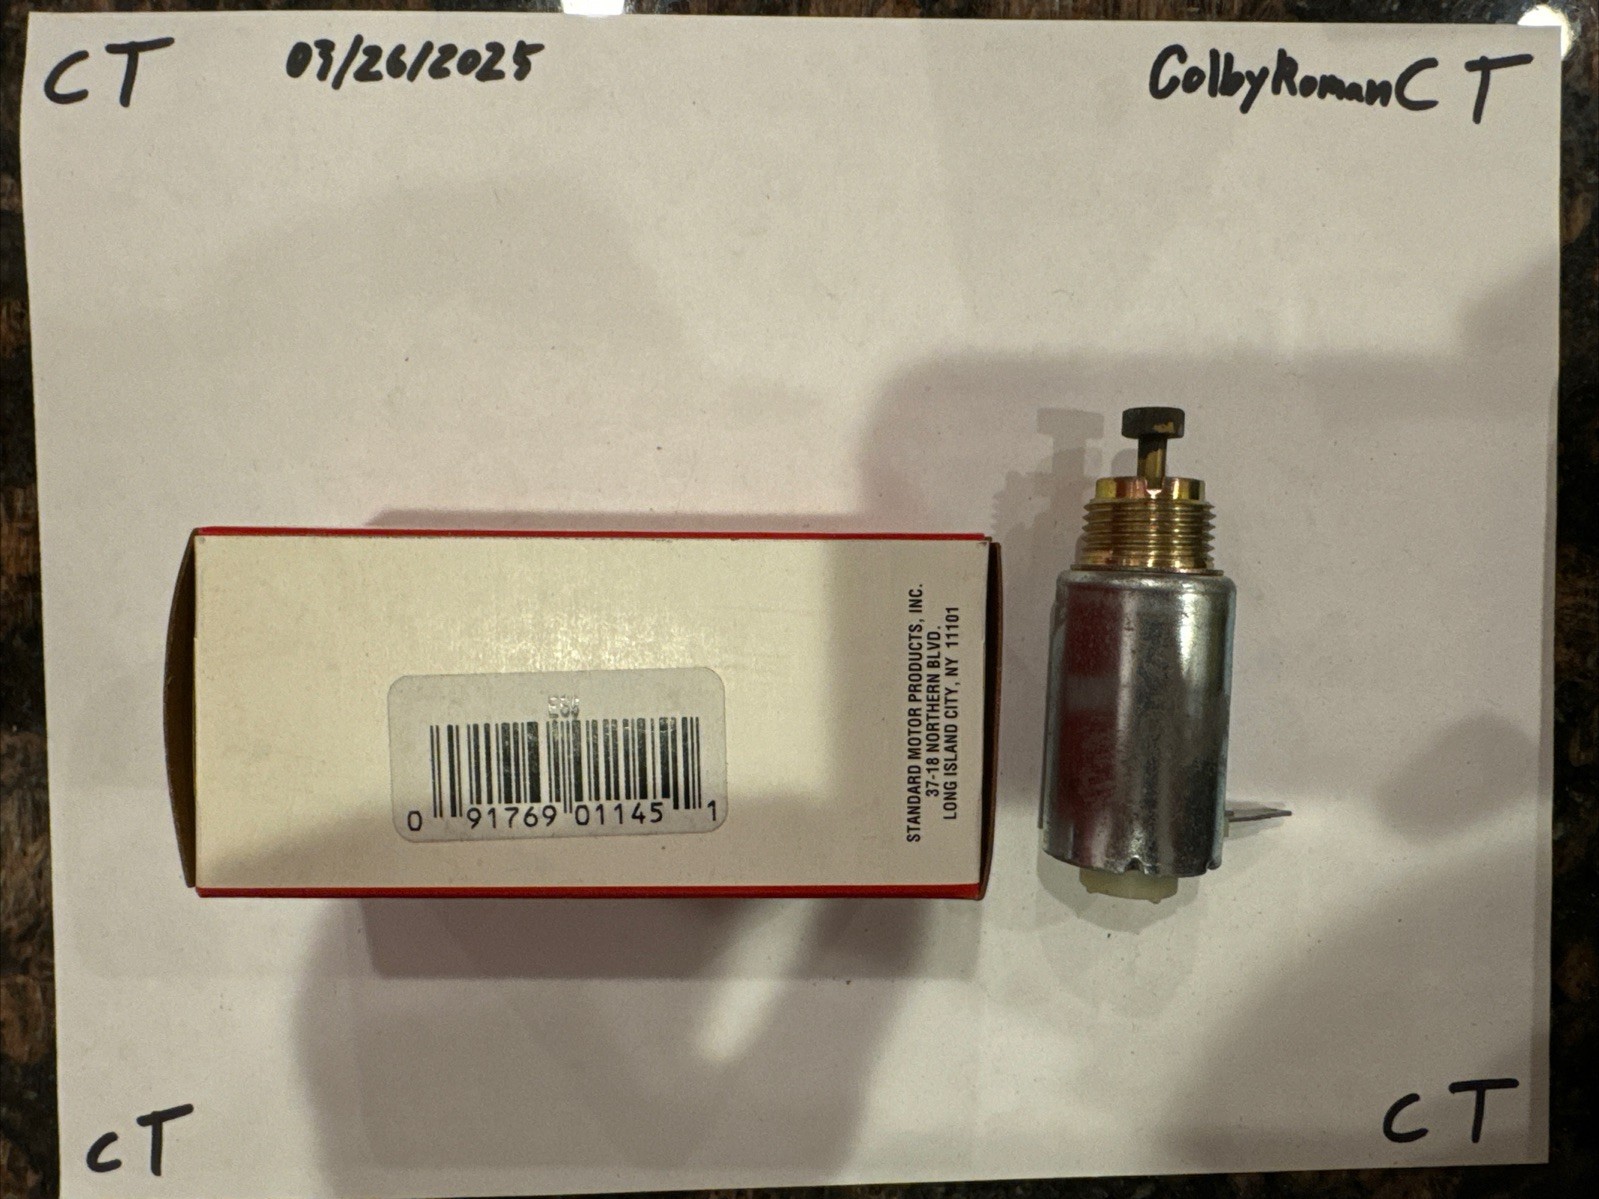 CT
03/26/2025
ColbyRomanCT
STANDARD MOTOR PRODUCTS, INC.
37-18 NORTHERN BLVD.
LONG ISLAND CITY, NY 11101
0 91769 01145 1
CT
CT